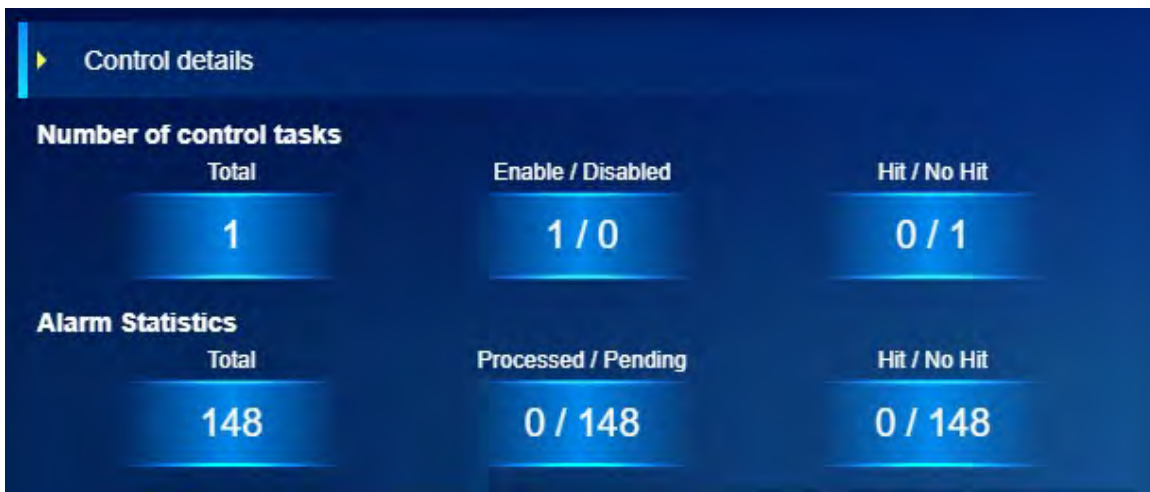 Control details
Number of control tasks
Total Enable / Disabled Hit / No Hit
1 1 / 0 0 / 1
Alarm Statistics
Total Processed / Pending Hit / No Hit
148 0 / 148 0 / 148